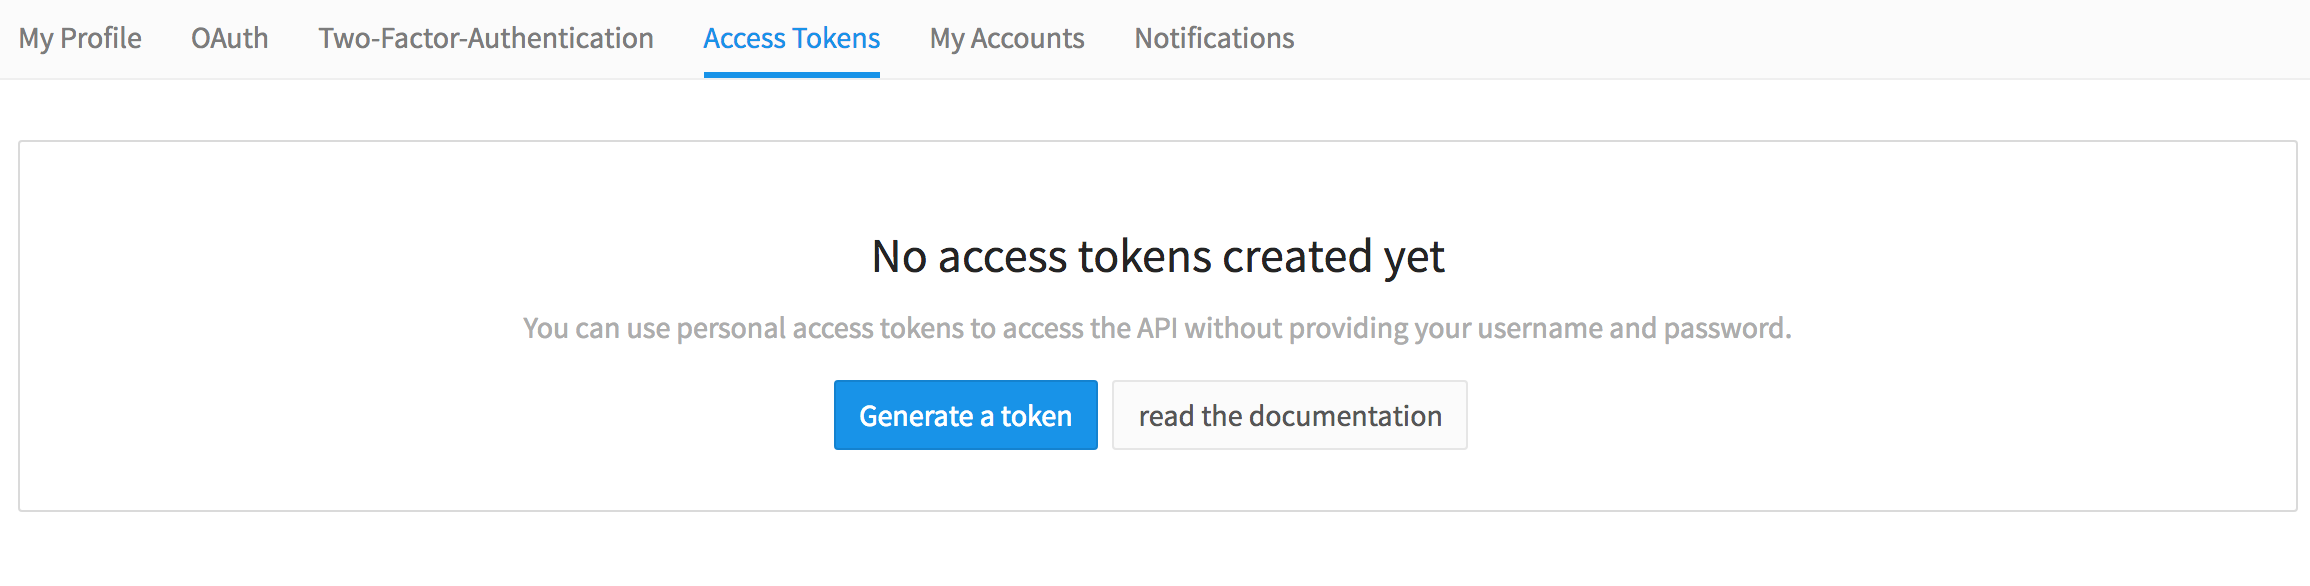 My Profile OAuth Two-Factor-Authentication Access Tokens My Accounts Notifications
No access tokens created yet
You can use personal access tokens to access the API without providing your username and password.
Generate a token read the documentation